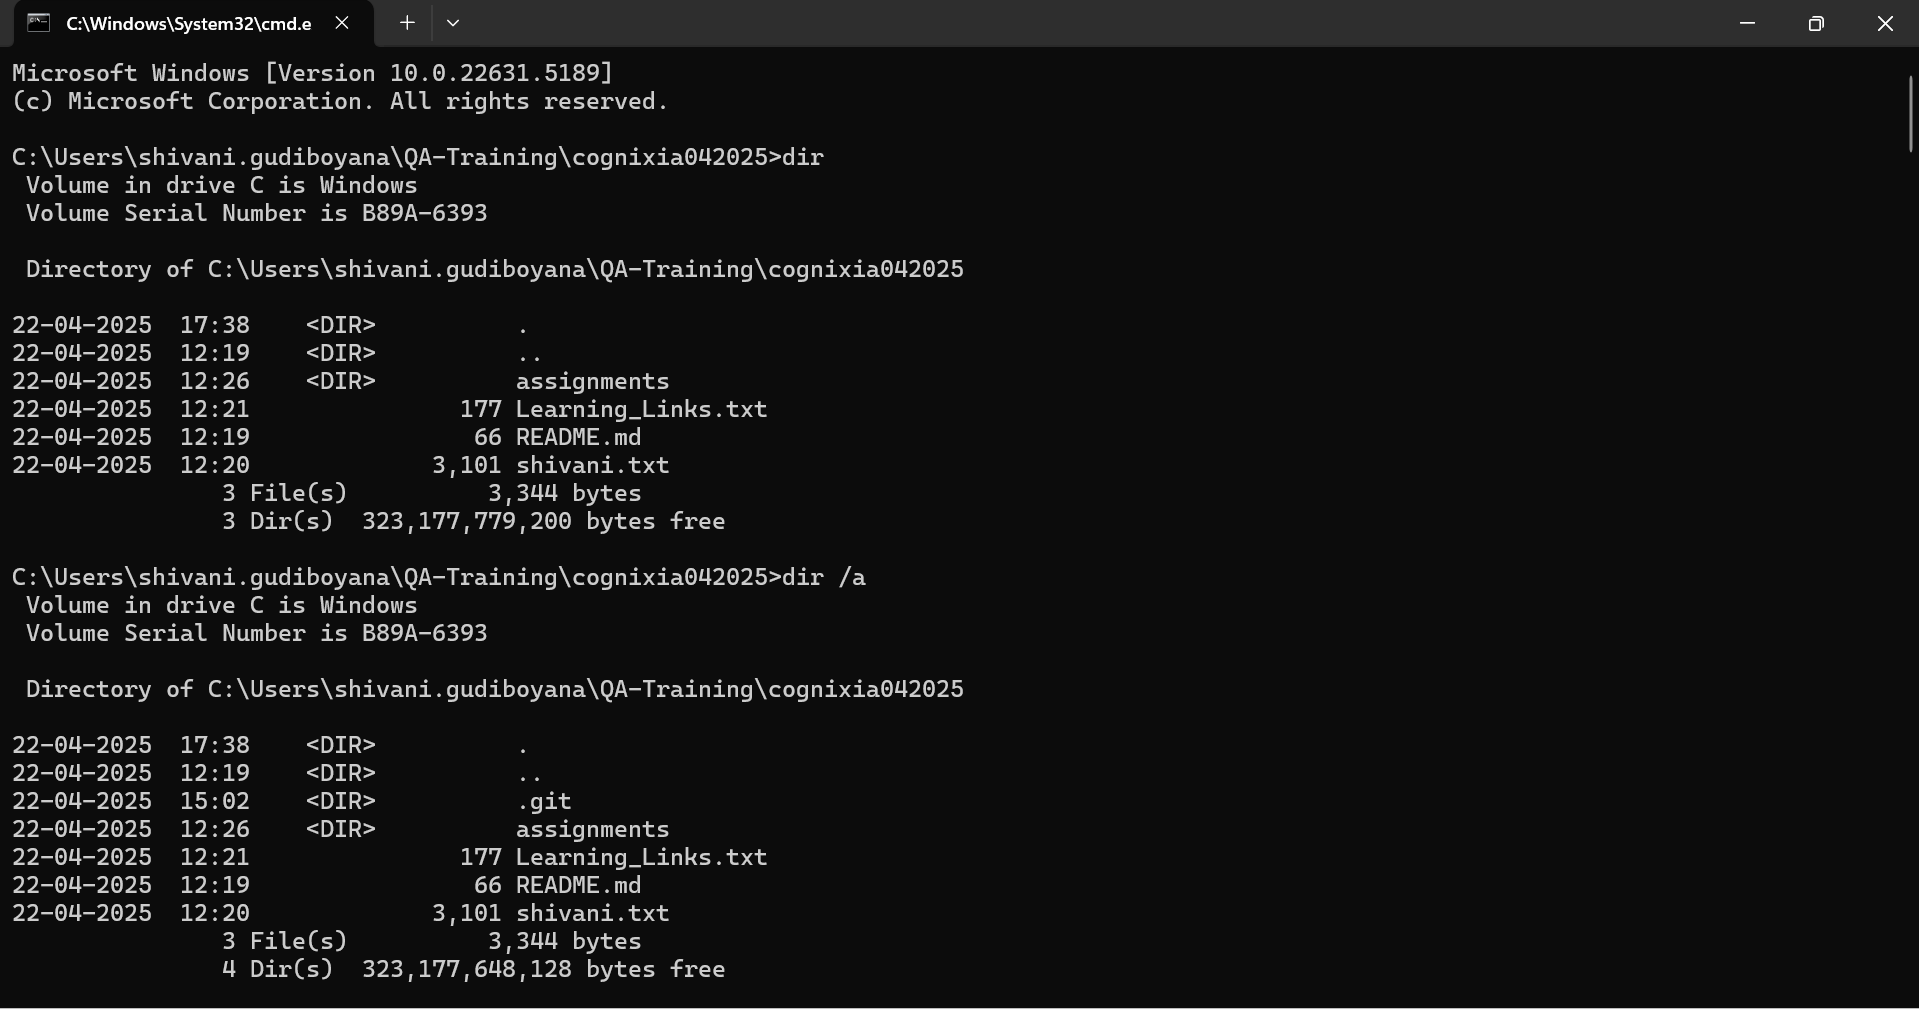 C:\Windows\System32\cmd.e
Microsoft Windows [Version 10.0.22631.5189]
(c) Microsoft Corporation. All rights reserved.
C:\Users\shivani.gudiboyana\QA-Training\cognixia042025>dir
 Volume in drive C is Windows
 Volume Serial Number is B89A-6393
 Directory of C:\Users\shivani.gudiboyana\QA-Training\cognixia042025
22-04-2025  17:38    <DIR>          .
22-04-2025  12:19    <DIR>          ..
22-04-2025  12:26    <DIR>          assignments
22-04-2025  12:21               177 Learning_Links.txt
22-04-2025  12:19                66 README.md
22-04-2025  12:20             3,101 shivani.txt
               3 File(s)          3,344 bytes
               3 Dir(s)  323,177,779,200 bytes free
C:\Users\shivani.gudiboyana\QA-Training\cognixia042025>dir /a
 Volume in drive C is Windows
 Volume Serial Number is B89A-6393
 Directory of C:\Users\shivani.gudiboyana\QA-Training\cognixia042025
22-04-2025  17:38    <DIR>          .
22-04-2025  12:19    <DIR>          ..
22-04-2025  15:02    <DIR>          .git
22-04-2025  12:26    <DIR>          assignments
22-04-2025  12:21               177 Learning_Links.txt
22-04-2025  12:19                66 README.md
22-04-2025  12:20             3,101 shivani.txt
               3 File(s)          3,344 bytes
               4 Dir(s)  323,177,648,128 bytes free